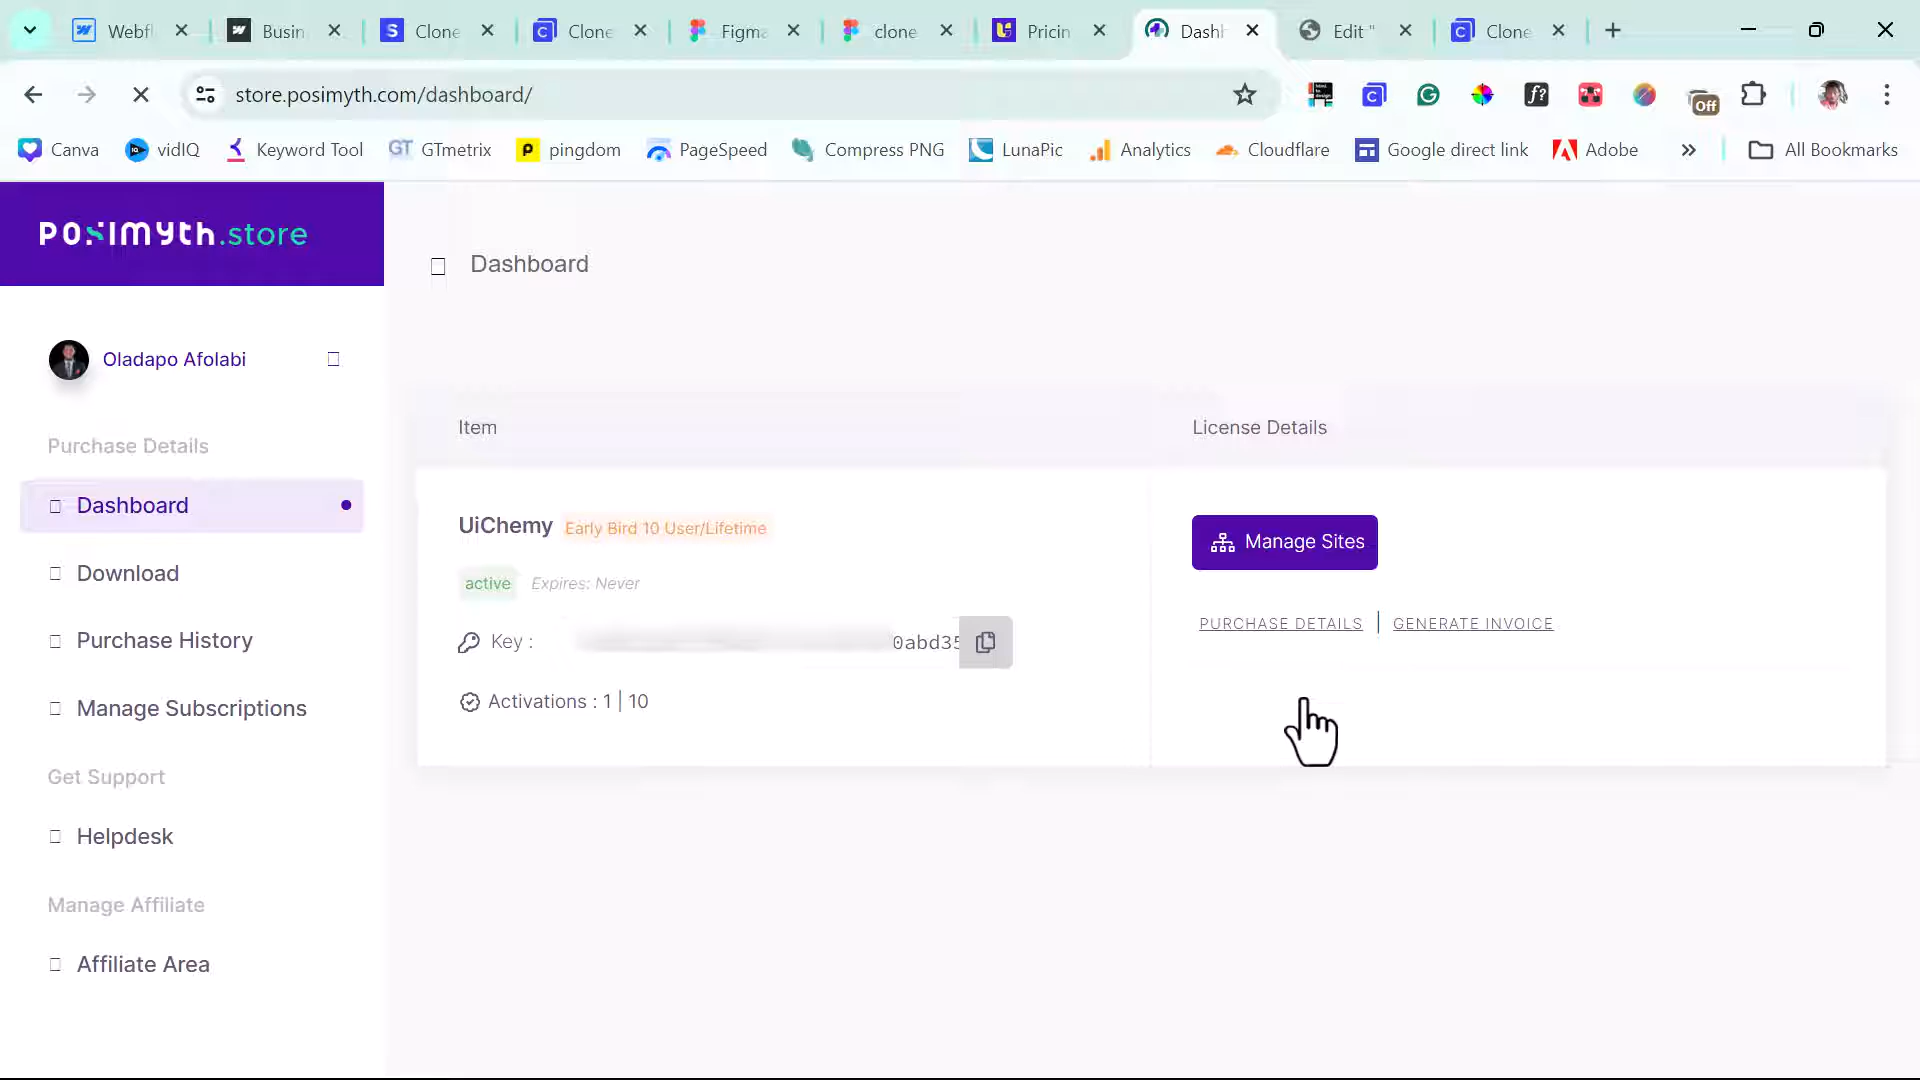 Webfl
Busin
Clone
Clone
Figma
clone
Pricin
Dashb
Edit "
Clone
store.posimyth.com/dashboard/
Off
Canva
vidIQ
Keyword Tool
GT GTmetrix
pingdom
PageSpeed
Compress PNG
LunaPic
Analytics
Cloudflare
Google direct link
Adobe
»
All Bookmarks
POSIMYTH.store
Dashboard
Oladapo Afolabi
Item
License Details
Purchase Details
Dashboard
UiChemy Early Bird 10 User/Lifetime
Manage Sites
Download
active Expires: Never
PURCHASE DETAILS | GENERATE INVOICE
Purchase History
Key : 0abd35
Manage Subscriptions
Activations : 1 | 10
Get Support
Helpdesk
Manage Affiliate
Affiliate Area